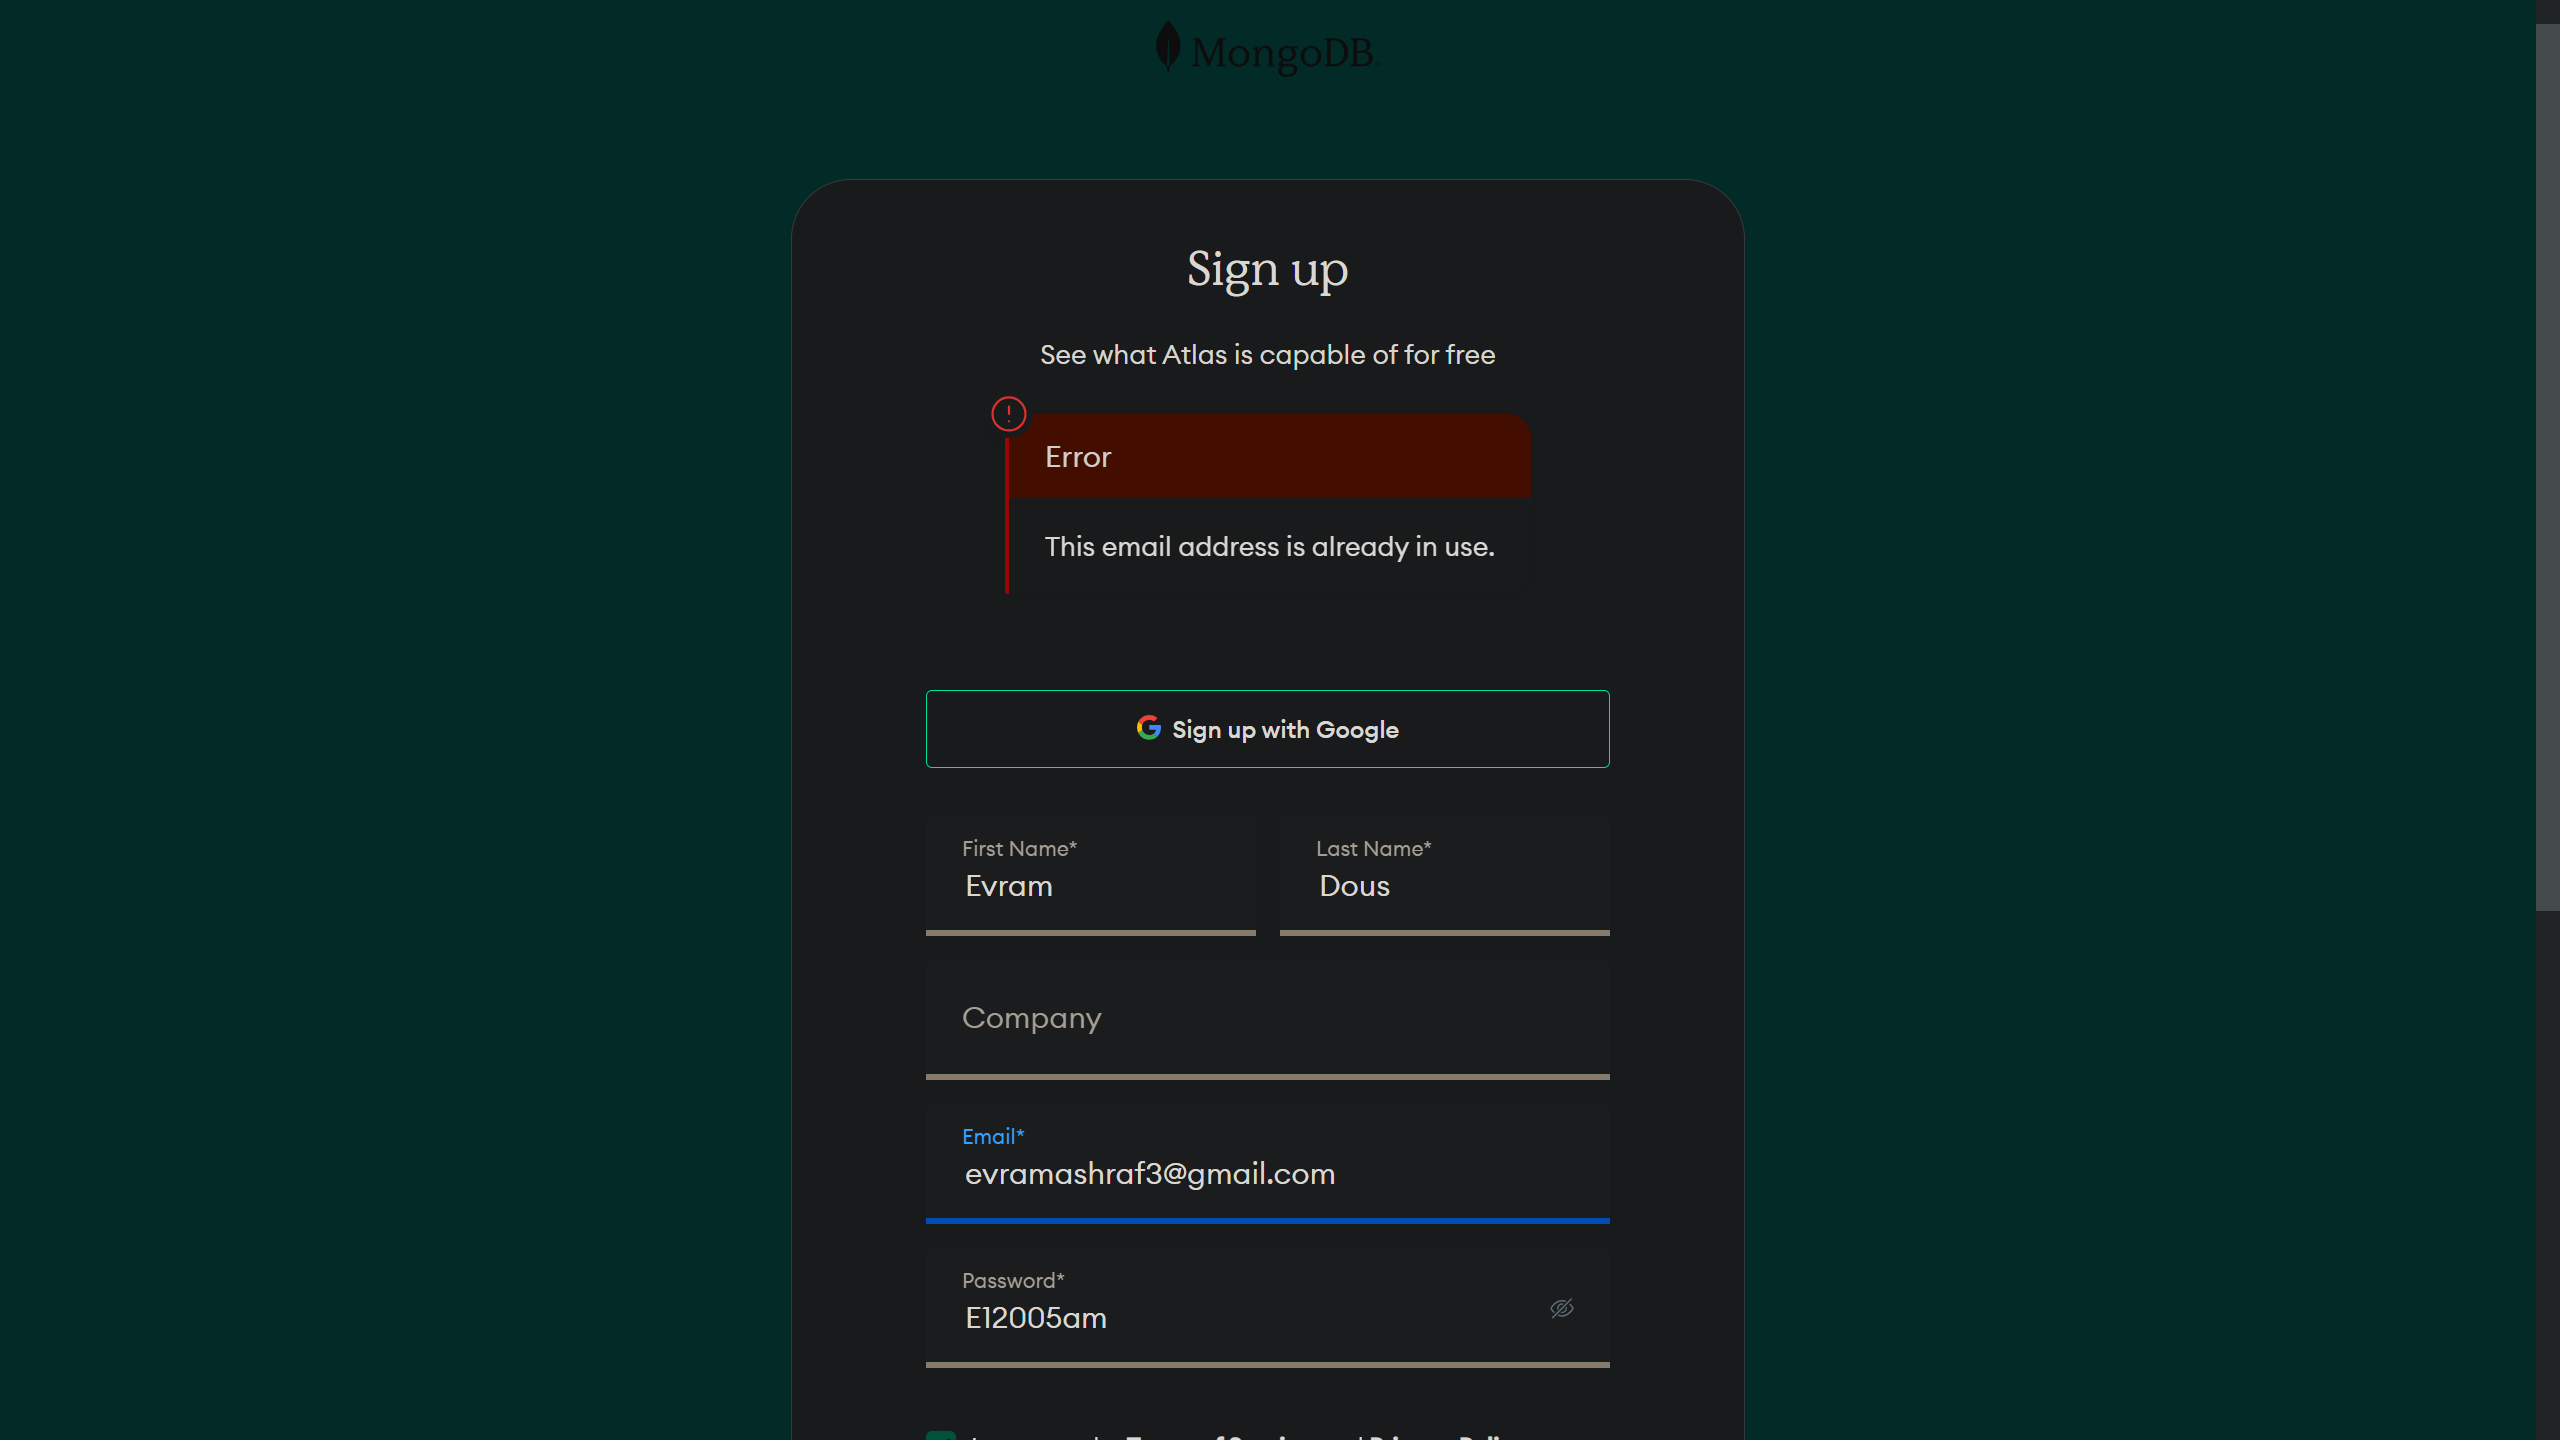 MongoDB.
Sign up
See what Atlas is capable of for free
Error
This email address is already in use.
Sign up with Google
First Name*
Last Name*
Evram
Dous
Company
Email*
evramashraf3@gmail.com
Password*
E12005am